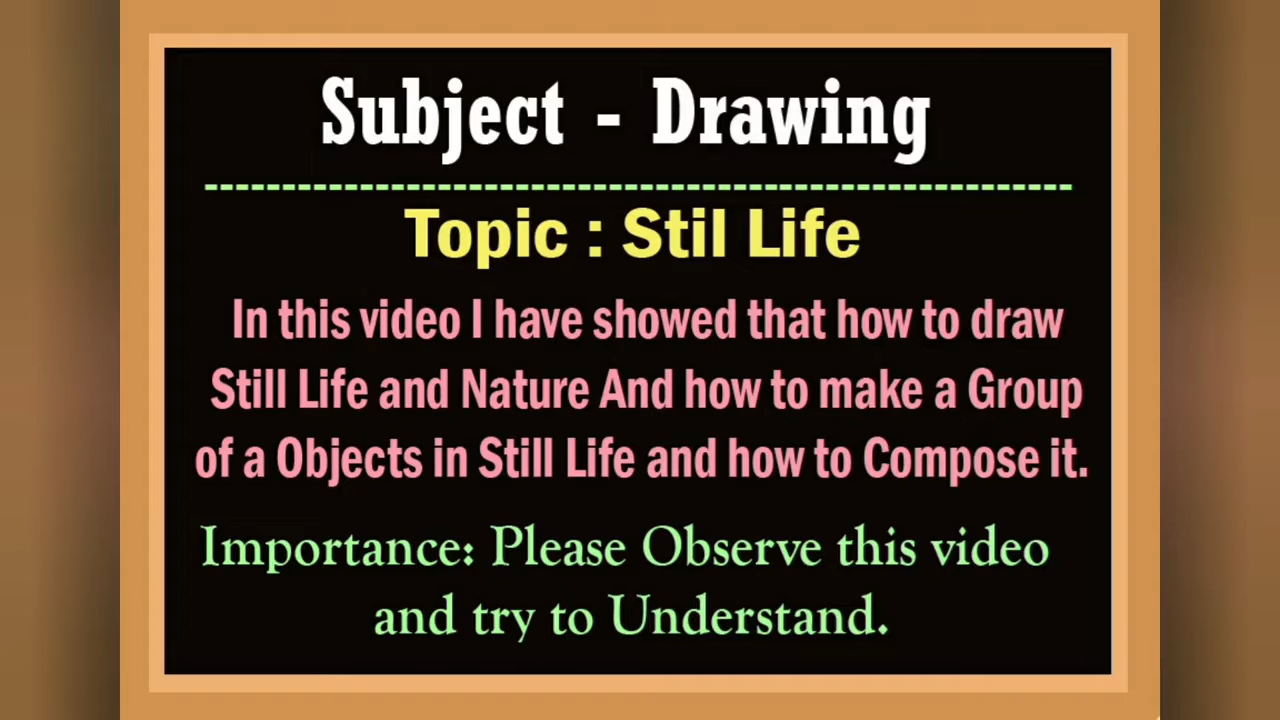 Subject - Drawing
Topic : Stil Life
In this video I have showed that how to draw
Still Life and Nature And how to make a Group
of a Objects in Still Life and how to Compose it.
Importance: Please Observe this video
and try to Understand.